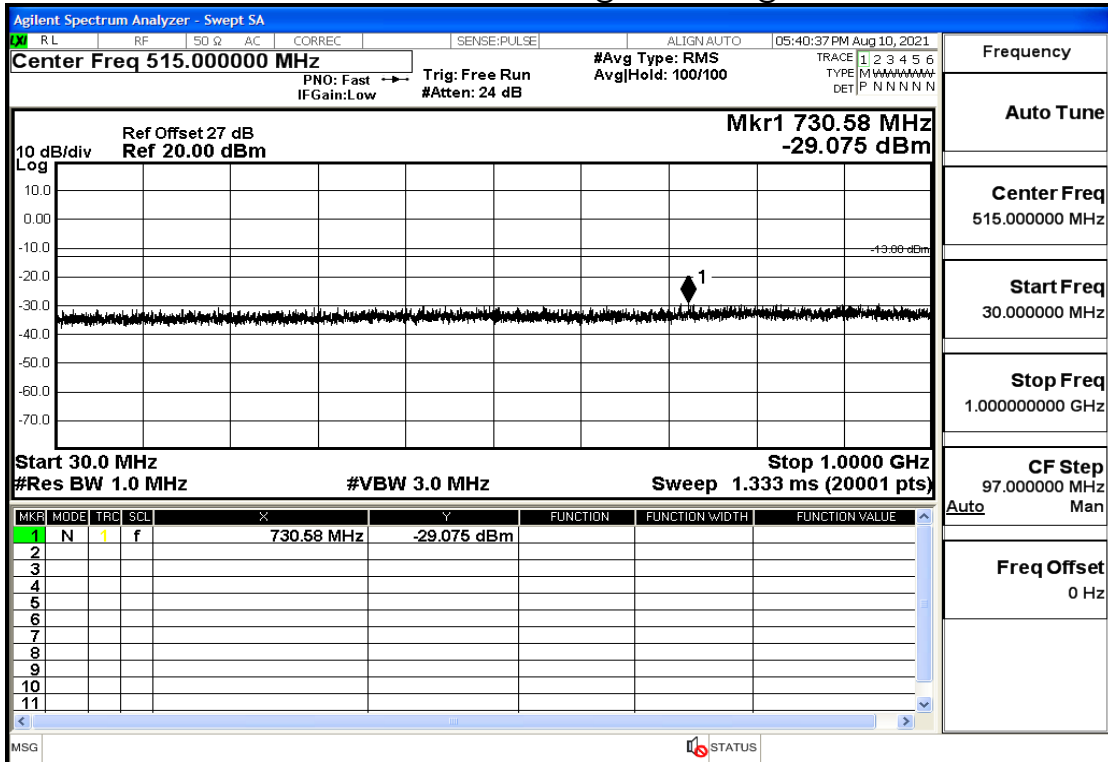 Agilent Spectrum Analyzer - Swept SA
LXI RL RF 50 Ω AC CORREC SENSE:PULSE ALIGN AUTO 05:40:37 PM Aug 10, 2021
Center Freq 515.000000 MHz
PNO: Fast
IFGain:Low
Trig: Free Run
#Atten: 24 dB
#Avg Type: RMS
Avg|Hold: 100/100
TRACE 1 2 3 4 5 6
TYPE M W W W W W
DET P N N N N N
Ref Offset 27 dB
10 dB/div Ref 20.00 dBm
Log
Mkr1 730.58 MHz
-29.075 dBm
10.0
0.00
-10.0
-13.00 dBm
-20.0
1
-30.0
-40.0
-50.0
-60.0
-70.0
Start 30.0 MHz Stop 1.0000 GHz
#Res BW 1.0 MHz #VBW 3.0 MHz Sweep 1.333 ms (20001 pts)
MKR MODE TRC SCL X Y FUNCTION FUNCTION WIDTH FUNCTION VALUE
1 N 1 f 730.58 MHz -29.075 dBm
2
3
4
5
6
7
8
9
10
11
MSG STATUS
Frequency
Auto Tune
Center Freq
515.000000 MHz
Start Freq
30.000000 MHz
Stop Freq
1.000000000 GHz
CF Step
97.000000 MHz
Auto Man
Freq Offset
0 Hz